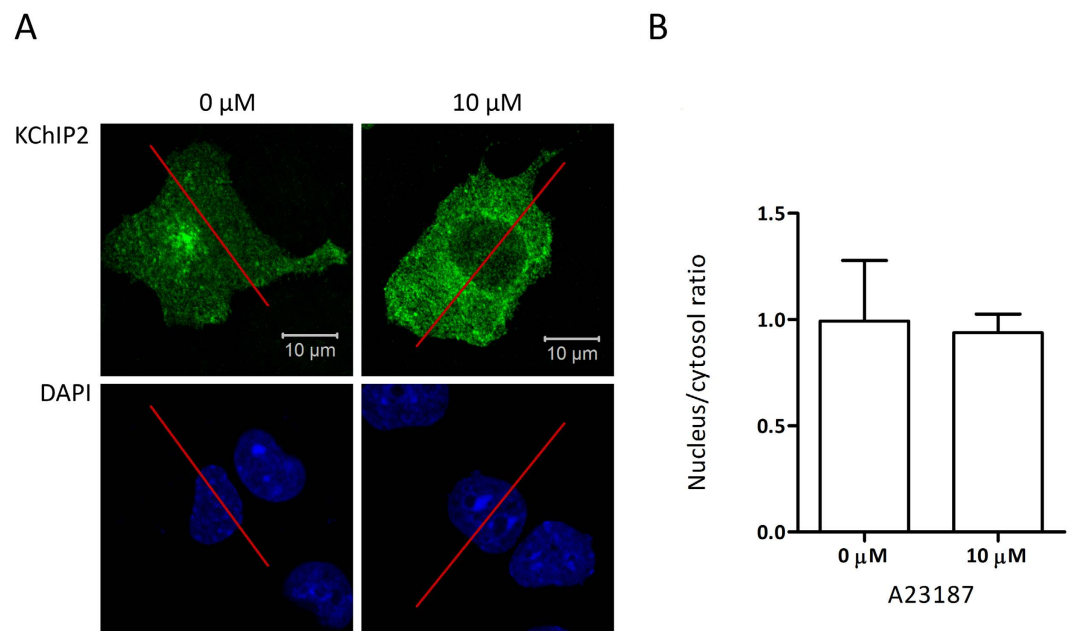 A
B
0 µM
10 µM
KChIP2
10 µm
10 µm
DAPI
Nucleus/cytosol ratio
1.5
1.0
0.5
0.0
0 µM
10 µM
A23187